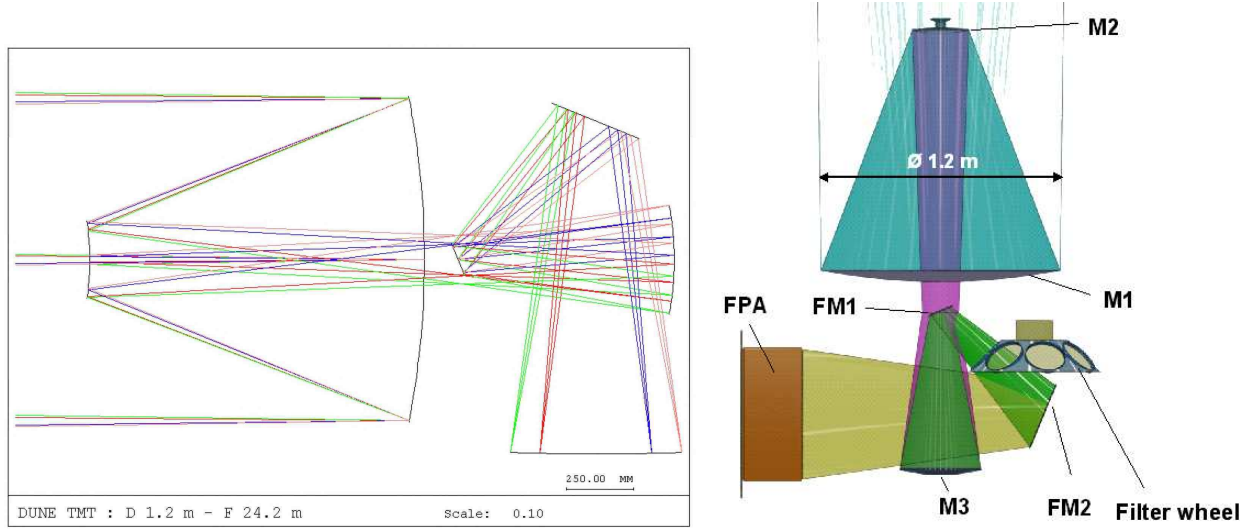 250.00 MM
DUNE TMT : D 1.2 m - F 24.2 m Scale: 0.10
M2
Ø 1.2 m
M1
FPA
FM1
M3
FM2
Filter wheel